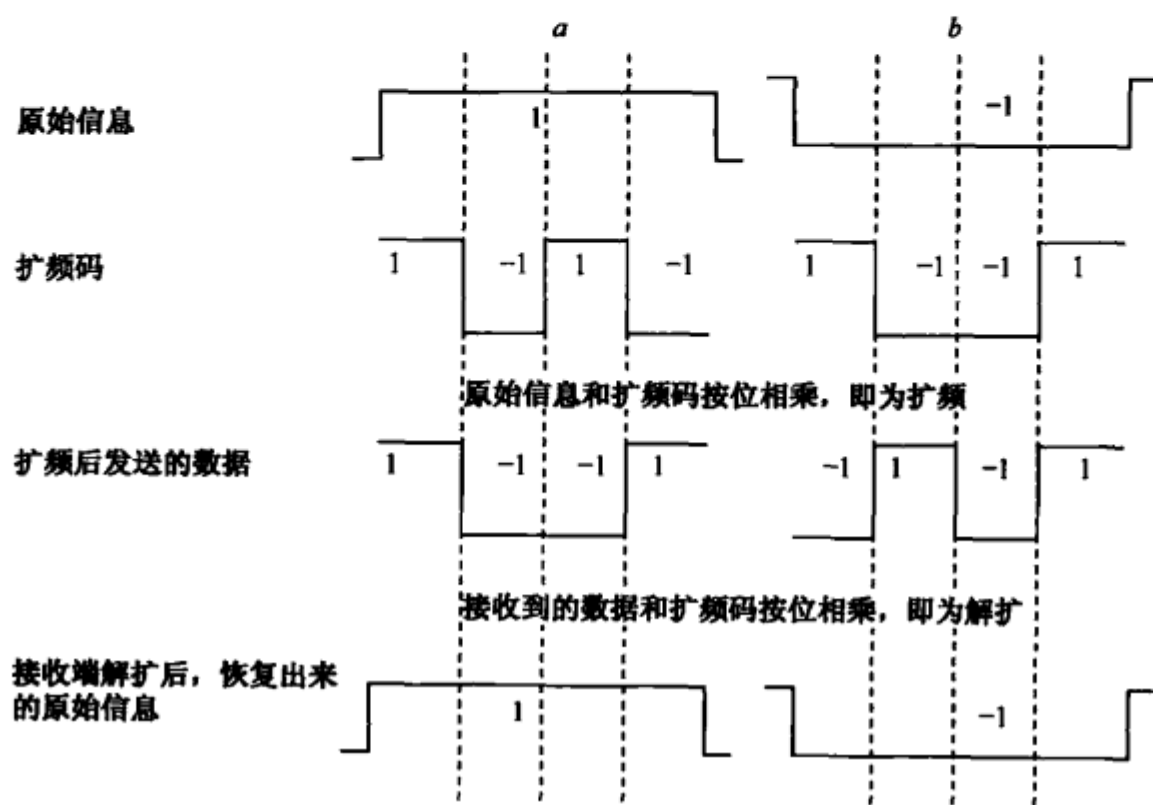 a b
原始信息 1 −1
扩频码 1 −1 1 −1 1 −1 −1 1
原始信息和扩频码按位相乘，即为扩频
扩频后发送的数据 1 −1 −1 1 −1 1 −1 1
接收到的数据和扩频码按位相乘，即为解扩
接收端解扩后，恢复出来
的原始信息 1 −1